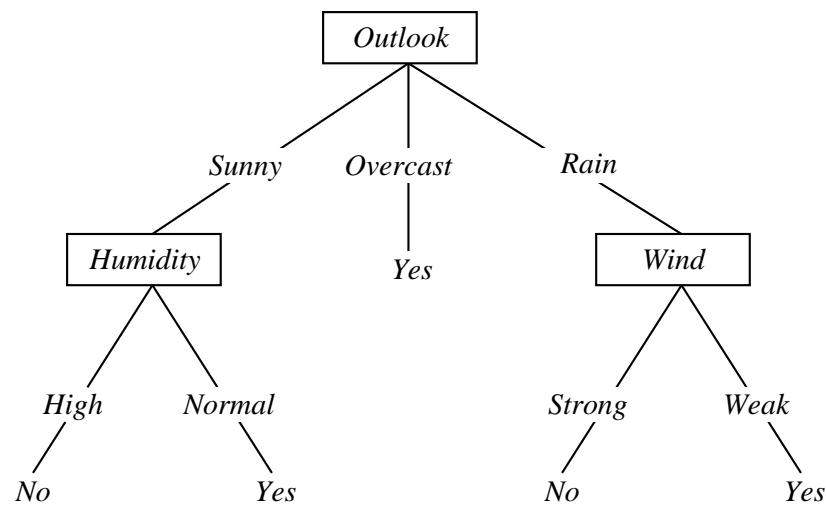 Outlook
Sunny Overcast Rain
Humidity Yes Wind
High Normal Strong Weak
No Yes No Yes